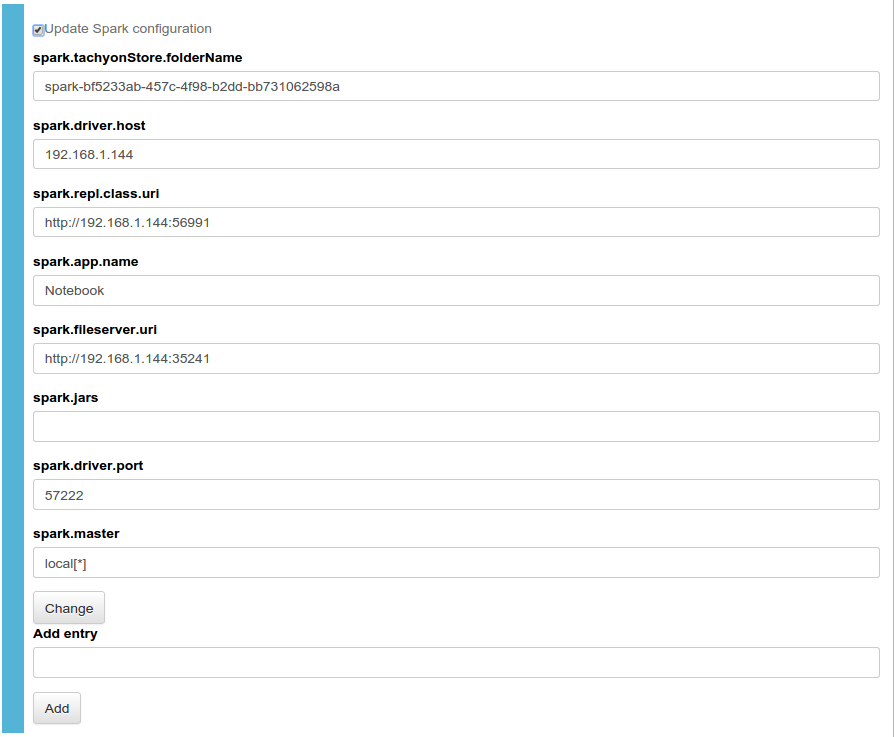 Update Spark configuration
spark.tachyonStore.folderName
spark-bf5233ab-457c-4f98-b2dd-bb731062598a
spark.driver.host
192.168.1.144
spark.repl.class.uri
http://192.168.1.144:56991
spark.app.name
Notebook
spark.fileserver.uri
http://192.168.1.144:35241
spark.jars
spark.driver.port
57222
spark.master
local[*]
Change
Add entry
Add